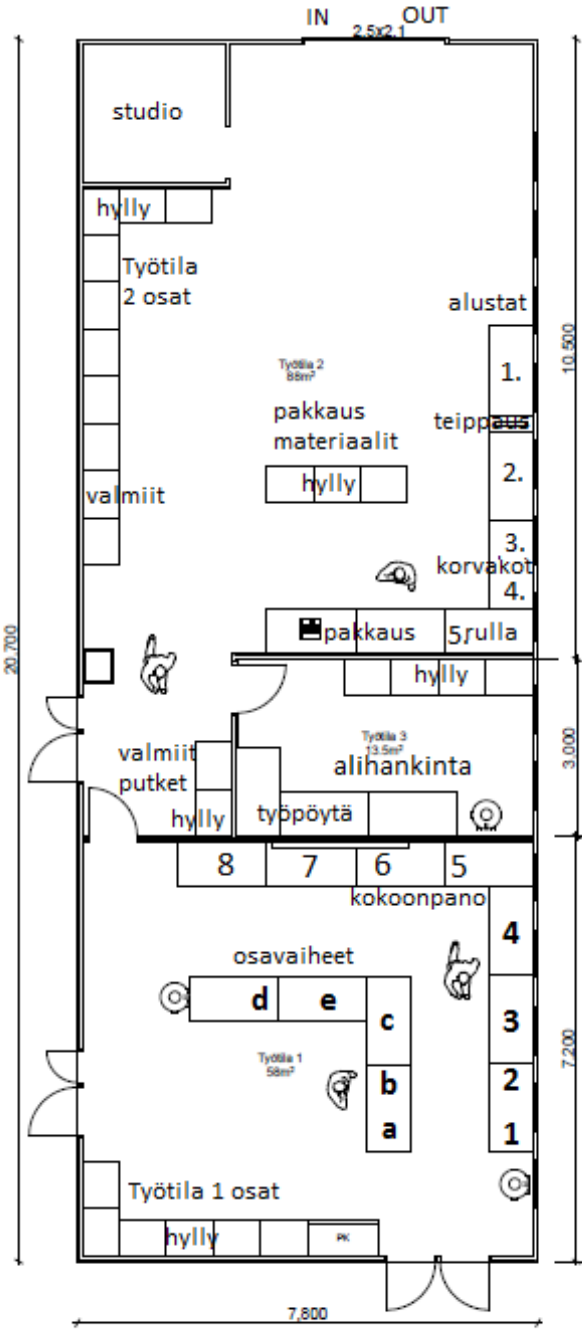 IN OUT
2,5x2,1
studio
hylly
Työtila
2 osat
alustat
1.
10,500
Työtila 2
88m²
pakkaus
materiaalit
teippaus
hylly
2.
valmiit
3.
korvakot
4.
pakkaus
5.rulla
20,700
hylly
Työtila 3
13.5m²
3,000
alihankinta
valmiit
putket
hylly
työpöytä
8 7 6 5
kokoonpano
4
osavaiheet
d e c
3
Työtila 1
58m²
b
2
7,200
a
1
Työtila 1 osat
hylly
PK
7,800